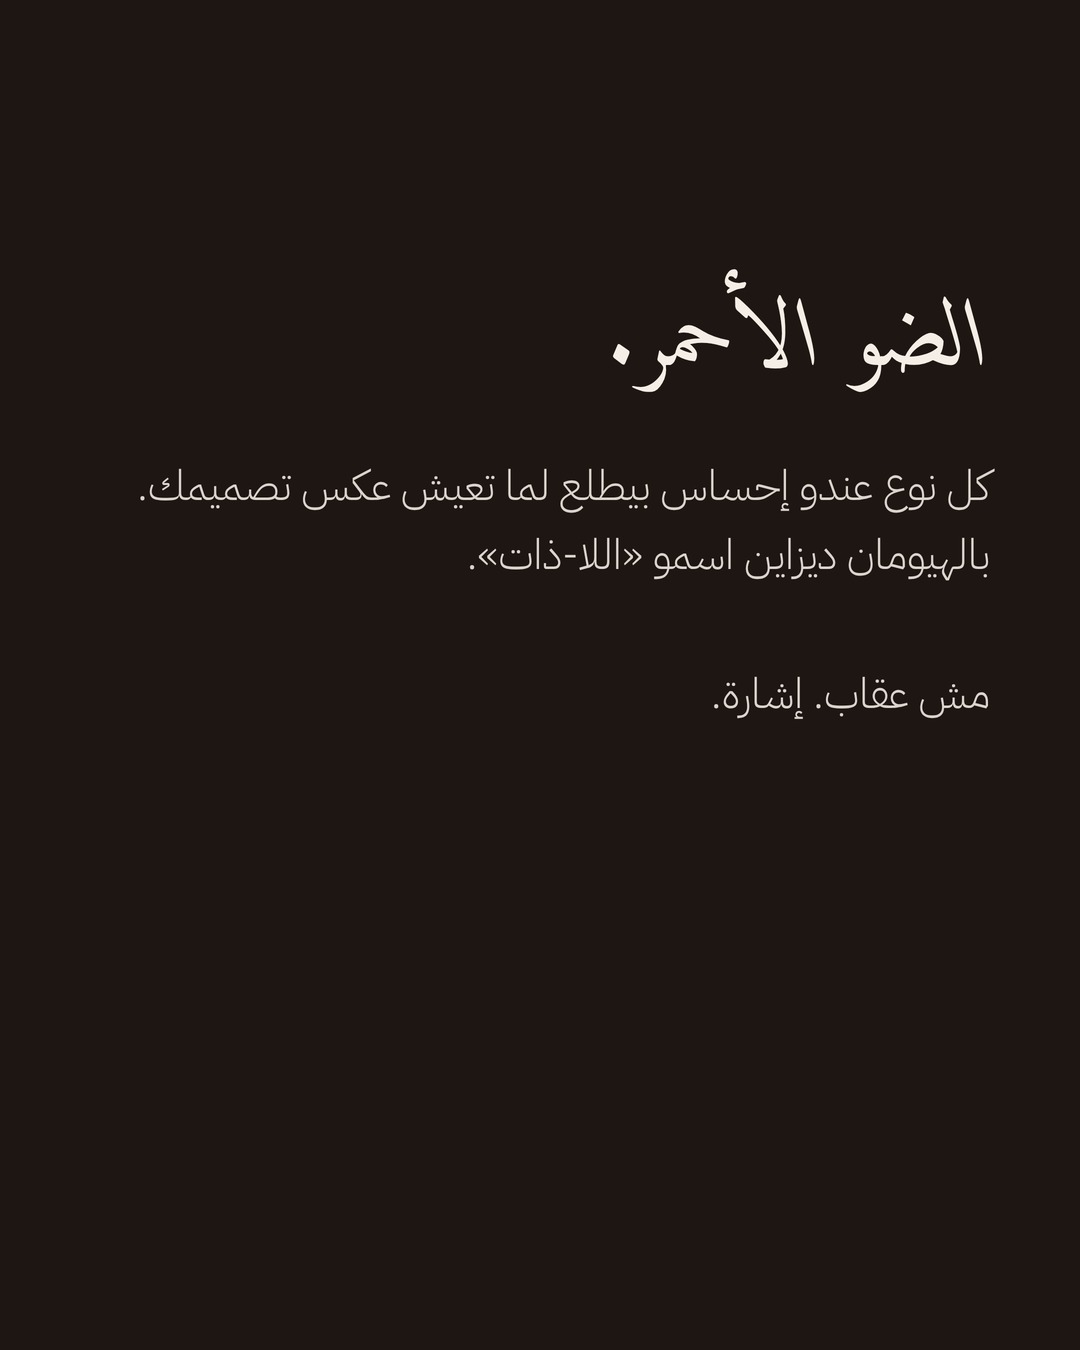 الضو الأحمر.
كل نوع عندو إحساس بيطلع لما تعيش عكس تصميمك.
بالهيومان ديزاين اسمو «اللا-ذات».
مش عقاب. إشارة.